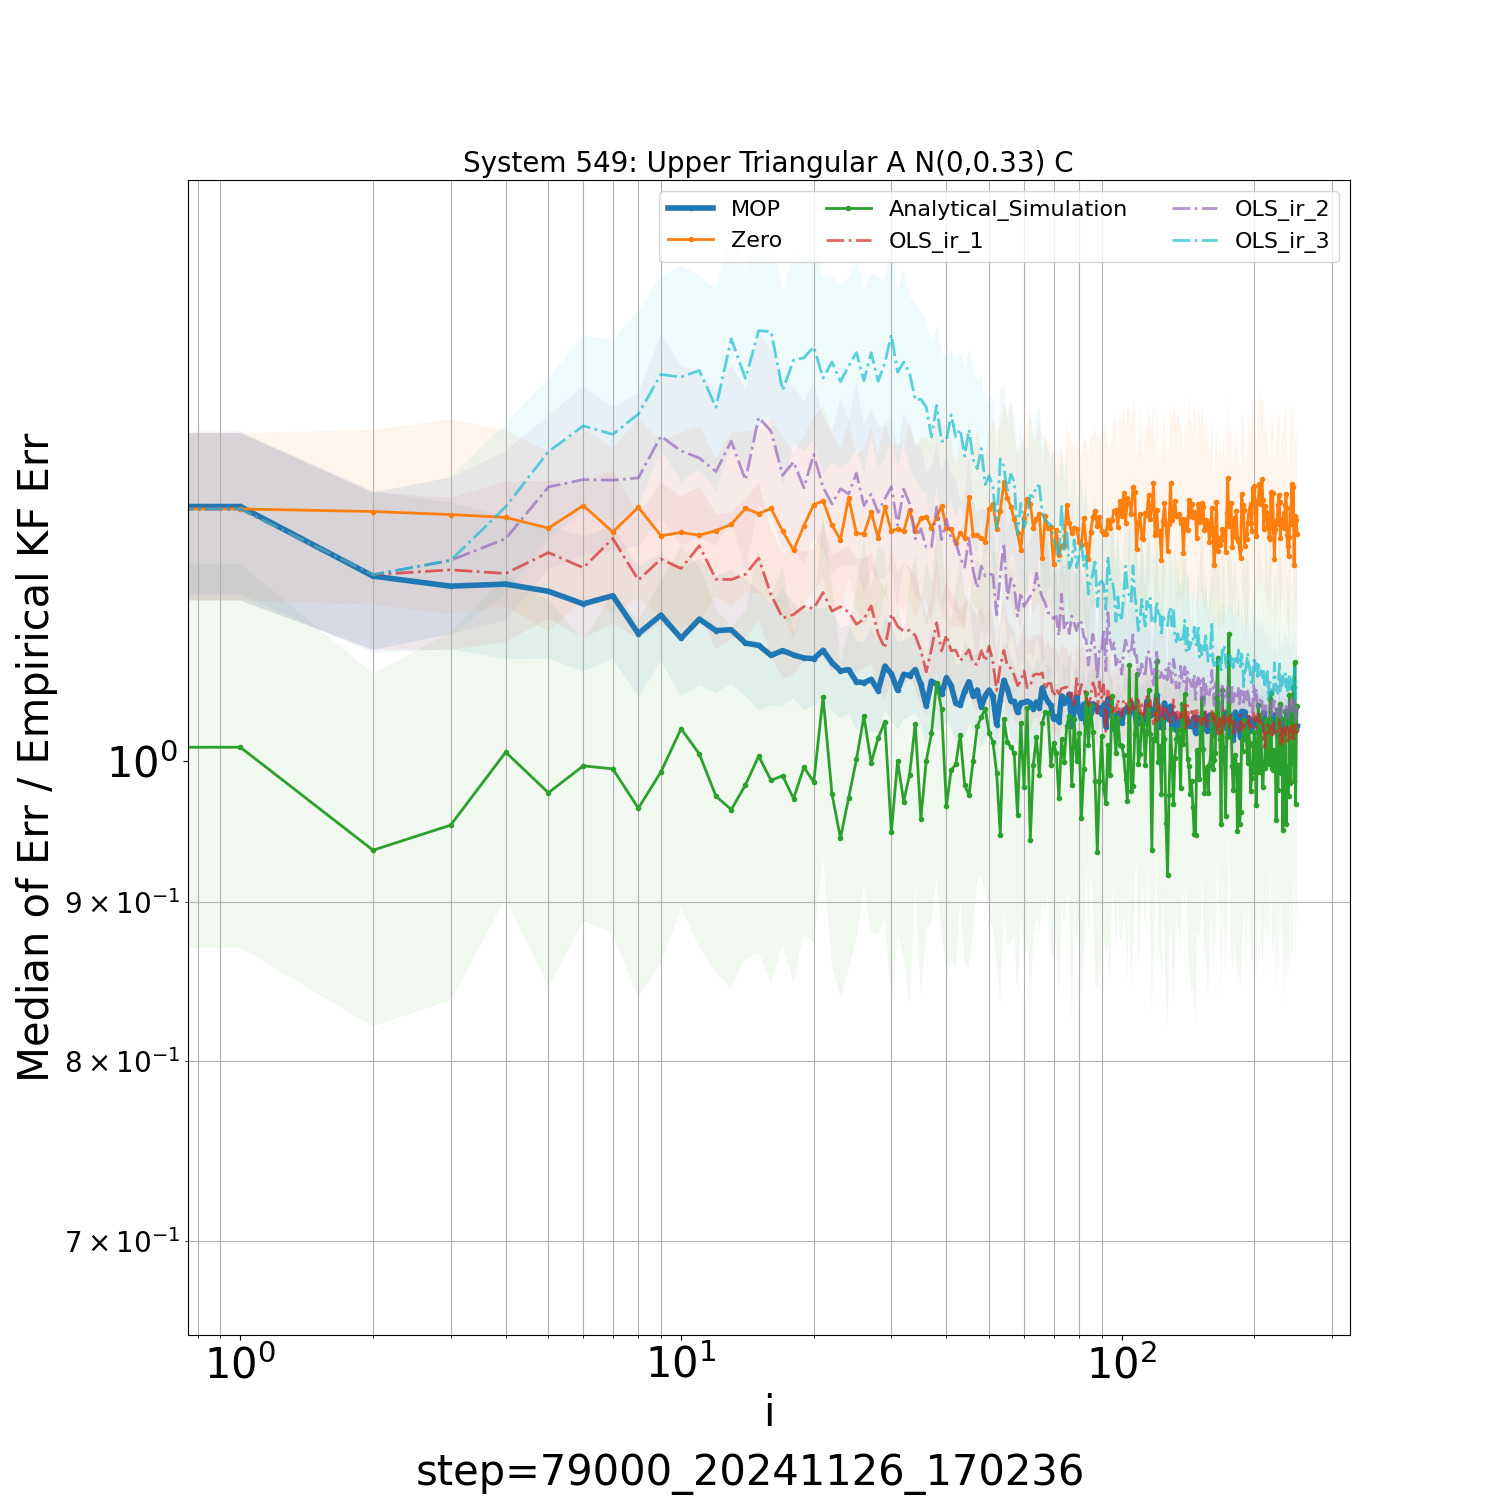 System 549: Upper Triangular A N(0,0.33) C
MOP
Zero
Analytical_Simulation
OLS_ir_1
OLS_ir_2
OLS_ir_3
Median of Err / Empirical KF Err
10⁰
9 × 10⁻¹
8 × 10⁻¹
7 × 10⁻¹
10⁰ 10¹ 10²
i
step=79000_20241126_170236